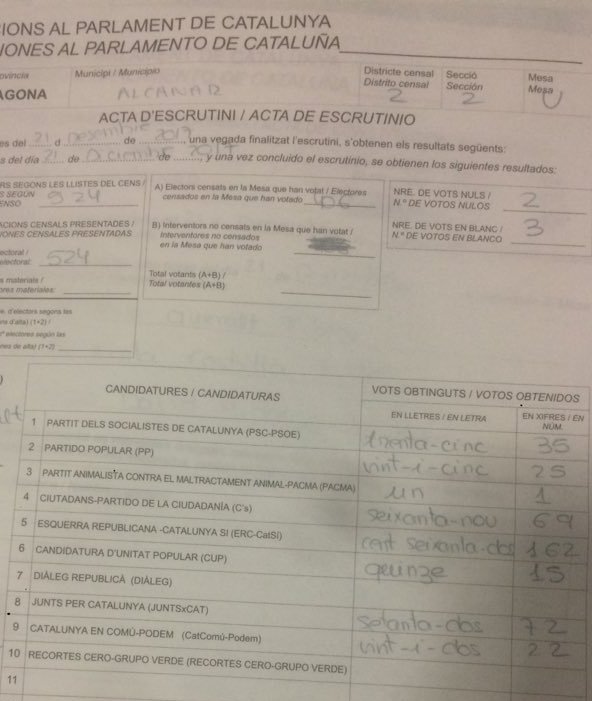 IONS AL PARLAMENT DE CATALUNYA
IONES AL PARLAMENTO DE CATALUÑA
ovincia
AGONA
Municipi / Municipio
ALCANAR
Districte censal
Distrito censal
2
Secció
Sección
2
Mesa
Mesa
U
ACTA D'ESCRUTINI / ACTA DE ESCRUTINIO
es del 21 d desembre de 2017, una vegada finalitzat l'escrutini, s'obtenen els resultats següents:
s del día 21 de Diciembre de 2017, y una vez concluido el escrutinio, se obtienen los siguientes resultados:
RS SEGONS LES LLISTES DEL CENS /
S SEGÚN
ENSO
924
ACIONS CENSALS PRESENTADES /
IONES CENSALES PRESENTADAS
ectoral /
electoral:
524
s materials /
ores materiales:
e. d'electors segons les
ns d'alta) (1+2) /
º electores según las
nes de alta) (1+2)
A) Electors censats en la Mesa que han votat / Electores
censados en la Mesa que han votado
406
B) Interventors no censats en la Mesa que han votat /
Interventores no censados
en la Mesa que han votado
Total votants (A+B) /
Total votantes (A+B)
NRE. DE VOTS NULS /
N.º DE VOTOS NULOS
2
NRE. DE VOTS EN BLANC /
N.º DE VOTOS EN BLANCO
3
CANDIDATURES / CANDIDATURAS
VOTS OBTINGUTS / VOTOS OBTENIDOS
EN LLETRES / EN LETRA
EN XIFRES / EN NÚM.
1 PARTIT DELS SOCIALISTES DE CATALUNYA (PSC-PSOE) trenta-cinc 35
2 PARTIDO POPULAR (PP) vint-i-cinc 25
3 PARTIT ANIMALISTA CONTRA EL MALTRACTAMENT ANIMAL-PACMA (PACMA) un 1
4 CIUTADANS-PARTIDO DE LA CIUDADANÍA (C's) seixanta-nou 69
5 ESQUERRA REPUBLICANA -CATALUNYA SI (ERC-CatSI) cent seixanta-dos 162
6 CANDIDATURA D'UNITAT POPULAR (CUP) quinze 15
7 DIÀLEG REPUBLICÀ (DIÀLEG)
8 JUNTS PER CATALUNYA (JUNTSxCAT) setanta-dos 72
9 CATALUNYA EN COMÚ-PODEM (CatComú-Podem) vint-i-dos 22
10 RECORTES CERO-GRUPO VERDE (RECORTES CERO-GRUPO VERDE)
11